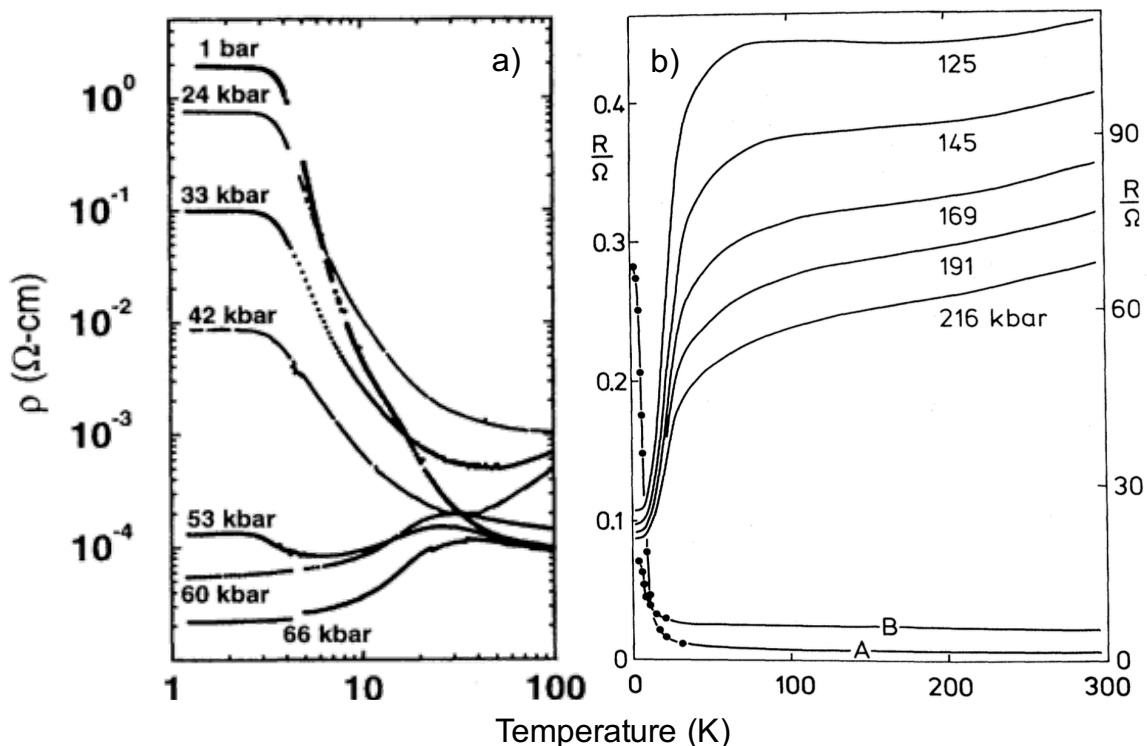 a)
1 bar
24 kbar
33 kbar
42 kbar
53 kbar
60 kbar
66 kbar
10⁰
10⁻¹
10⁻²
10⁻³
10⁻⁴
ρ (Ω-cm)
1 10 100
b)
125
145
169
191
216 kbar
B
A
0.4
0.3
0.2
0.1
0
R
Ω
90
60
30
0
R
Ω
0 100 200 300
Temperature (K)